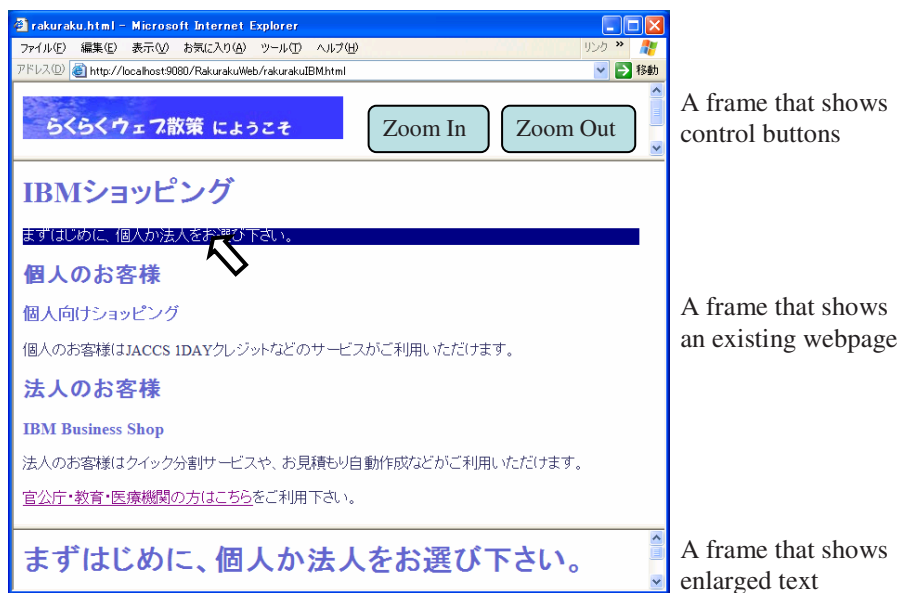 rakuraku.html - Microsoft Internet Explorer
ファイル(F) 編集(E) 表示(V) お気に入り(A) ツール(T) ヘルプ(H) リンク »
アドレス(D) http://localhost:9080/RakurakuWeb/rakurakuIBM.html 移動
らくらくウェブ散策 にようこそ
Zoom In Zoom Out
A frame that shows
control buttons
IBMショッピング
まずはじめに、個人か法人をお選び下さい。
個人のお客様
個人向けショッピング
A frame that shows
an existing webpage
個人のお客様はJACCS 1DAYクレジットなどのサービスがご利用いただけます。
法人のお客様
IBM Business Shop
法人のお客様はクイック分割サービスや、お見積もり自動作成などがご利用いただけます。
官公庁・教育・医療機関の方はこちらをご利用下さい。
まずはじめに、個人か法人をお選び下さい。
A frame that shows
enlarged text